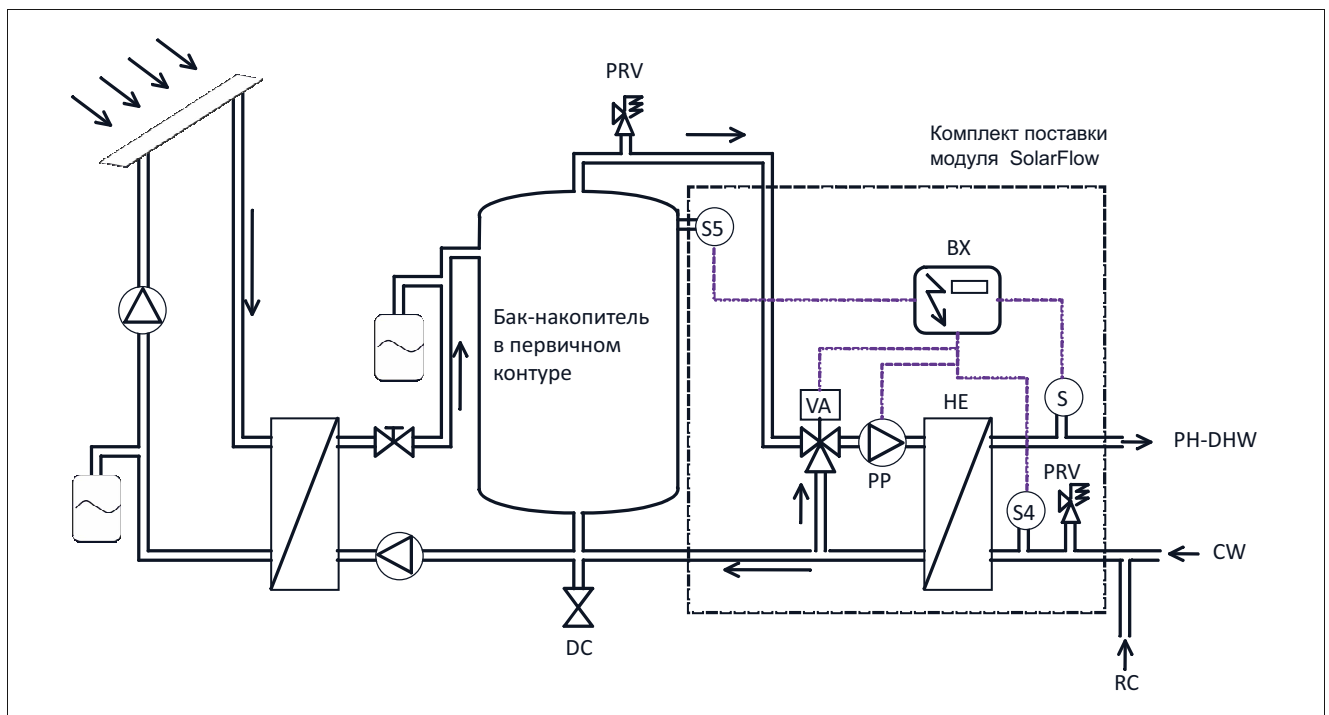 PRV
Комплект поставки
модуля SolarFlow
S5
BX
Бак-накопитель
в первичном
контуре
VA
HE
S
PP
PH-DHW
PRV
S4
CW
DC
RC